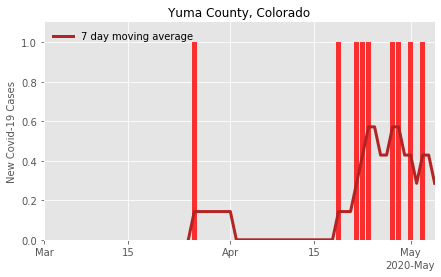 Yuma County, Colorado
7 day moving average
New Covid-19 Cases
1.0
0.8
0.6
0.4
0.2
0.0
Mar
15
Apr
15
May
2020-May